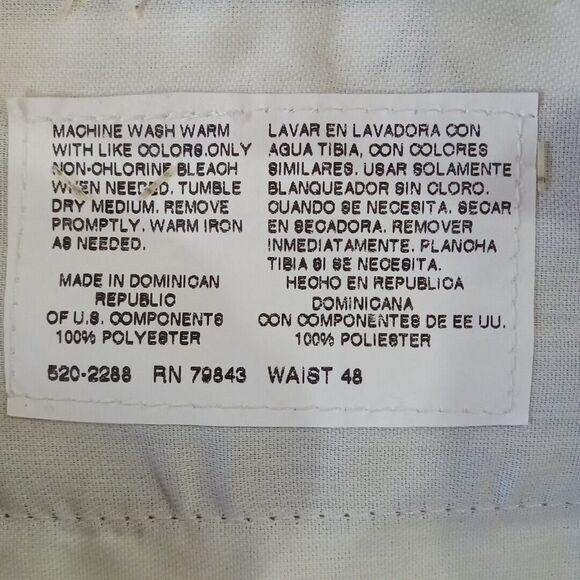 MACHINE WASH WARM
WITH LIKE COLORS.ONLY
NON-CHLORINE BLEACH
WHEN NEEDED. TUMBLE
DRY MEDIUM. REMOVE
PROMPTLY. WARM IRON
AS NEEDED.
MADE IN DOMINICAN
REPUBLIC
OF U.S. COMPONENTS
100% POLYESTER
LAVAR EN LAVADORA CON
AGUA TIBIA, CON COLORES
SIMILARES. USAR SOLAMENTE
BLANQUEADOR SIN CLORO.
CUANDO SE NECESITA. SECAR
EN SECADORA. REMOVER
INMEDIATAMENTE. PLANCHA
TIBIA SI SE NECESITA.
HECHO EN REPUBLICA
DOMINICANA
CON COMPONENTES DE EE UU.
100% POLIESTER
520-2288 RN 79843 WAIST 48